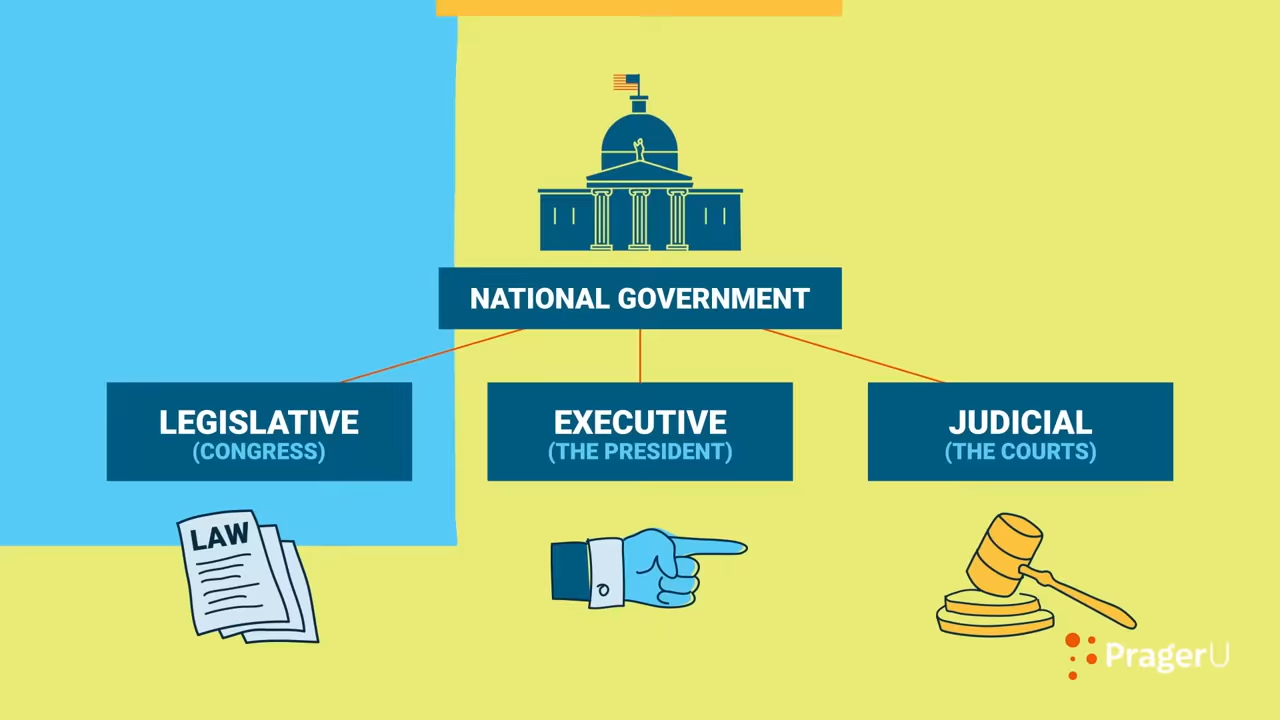 NATIONAL GOVERNMENT
LEGISLATIVE
(CONGRESS)
EXECUTIVE
(THE PRESIDENT)
JUDICIAL
(THE COURTS)
LAW
PragerU